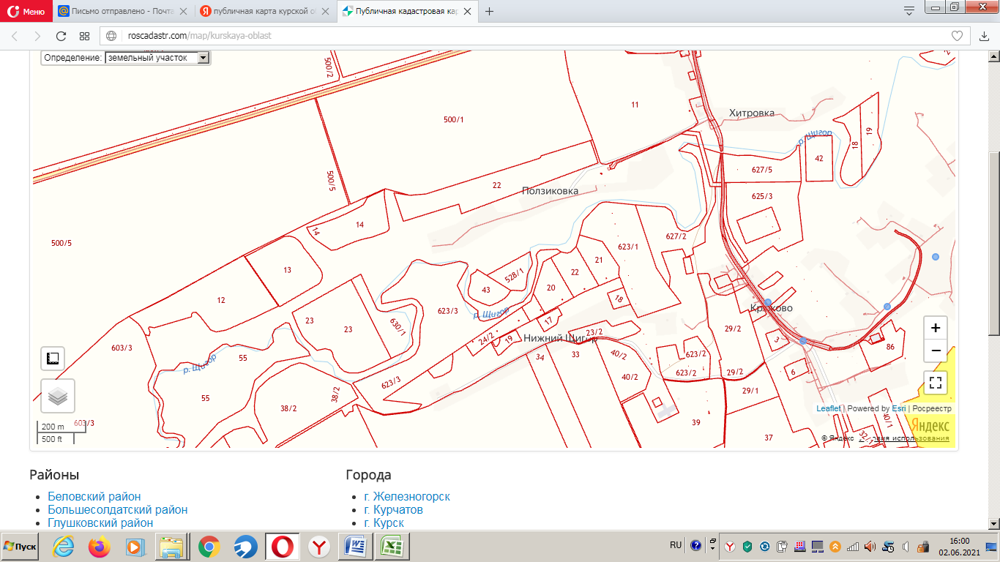 Меню
Письмо отправлено - Почта
публичная карта курской о
Публичная кадастровая кар
roscadastr.com/map/kurskaya-oblast
Определение: земельный участок
500/2
11
Хитровка
500/1
р. Щигор
18
19
42
627/5
500/5
22
Ползиковка
625/3
14
14
500/5
627/2
623/1
21
22
13
528/1
43
20
18
12
623/3
р. Щигор
Крюково
23
23
630/1
17
29/2
Нижний Щигор
23/2
24/2
19
3
603/3
86
55
р. Щигор
34
33
40/2
623/2
623/2
29/2
6
40/2
623/3
55
38/2
38/2
29/1
+
−
Leaflet | Powered by Esri | Росреестр
603/3
39
40/1
37
32/1
200 m
500 ft
Яндекс
© Яндекс Условия использования
Районы
Города
Беловский район
г. Железногорск
Большесолдатский район
г. Курчатов
Глушковский район
г. Курск
Пуск
RU
16:00
02.06.2021